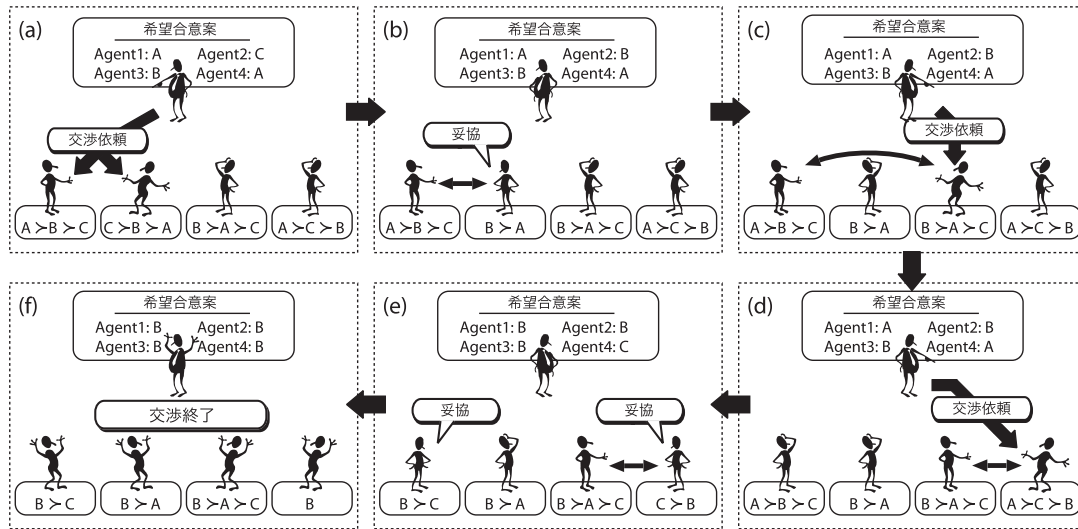 (a)
希望合意案
Agent1: A Agent2: C
Agent3: B Agent4: A
交渉依頼
A≻B≻C C≻B≻A B≻A≻C A≻C≻B
(b)
希望合意案
Agent1: A Agent2: B
Agent3: B Agent4: A
妥協
A≻B≻C B≻A B≻A≻C A≻C≻B
(c)
希望合意案
Agent1: A Agent2: B
Agent3: B Agent4: A
交渉依頼
A≻B≻C B≻A B≻A≻C A≻C≻B
(d)
希望合意案
Agent1: A Agent2: B
Agent3: B Agent4: A
交渉依頼
A≻B≻C B≻A B≻A≻C A≻C≻B
(e)
希望合意案
Agent1: B Agent2: B
Agent3: B Agent4: C
妥協 妥協
B≻C B≻A B≻A≻C C≻B
(f)
希望合意案
Agent1: B Agent2: B
Agent3: B Agent4: B
交渉終了
B≻C B≻A B≻A≻C B